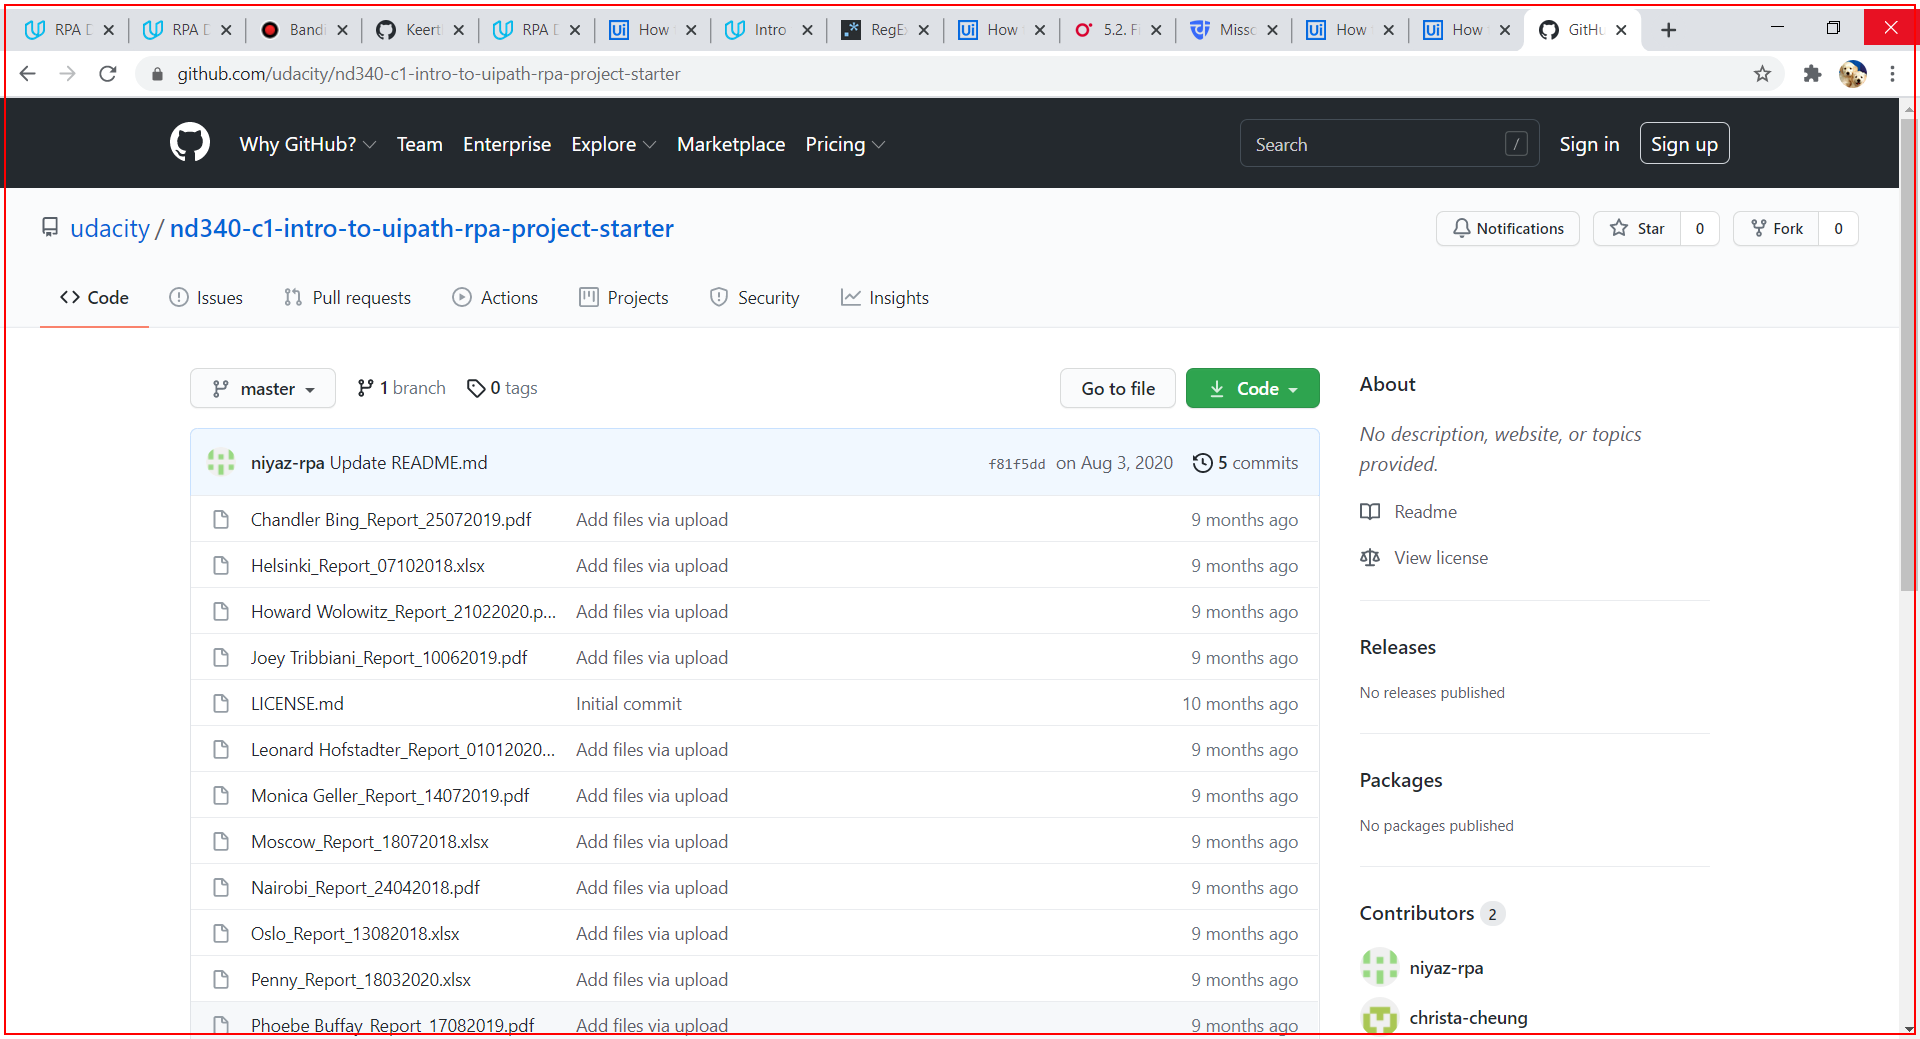 RPA D
RPA D
Bandi
Keerti
RPA D
How
Intro
RegEx
How
5.2. Fi
Missc
How
How
GitHu
github.com/udacity/nd340-c1-intro-to-uipath-rpa-project-starter
Why GitHub? Team Enterprise Explore Marketplace Pricing Search / Sign in Sign up
udacity / nd340-c1-intro-to-uipath-rpa-project-starter Notifications Star 0 Fork 0
Code Issues Pull requests Actions Projects Security Insights
master 1 branch 0 tags Go to file Code
niyaz-rpa Update README.md f81f5dd on Aug 3, 2020 5 commits
Chandler Bing_Report_25072019.pdf Add files via upload 9 months ago
Helsinki_Report_07102018.xlsx Add files via upload 9 months ago
Howard Wolowitz_Report_21022020.p... Add files via upload 9 months ago
Joey Tribbiani_Report_10062019.pdf Add files via upload 9 months ago
LICENSE.md Initial commit 10 months ago
Leonard Hofstadter_Report_01012020... Add files via upload 9 months ago
Monica Geller_Report_14072019.pdf Add files via upload 9 months ago
Moscow_Report_18072018.xlsx Add files via upload 9 months ago
Nairobi_Report_24042018.pdf Add files via upload 9 months ago
Oslo_Report_13082018.xlsx Add files via upload 9 months ago
Penny_Report_18032020.xlsx Add files via upload 9 months ago
Phoebe Buffay_Report_17082019.pdf Add files via upload 9 months ago
About
No description, website, or topics
provided.
Readme
View license
Releases
No releases published
Packages
No packages published
Contributors 2
niyaz-rpa
christa-cheung